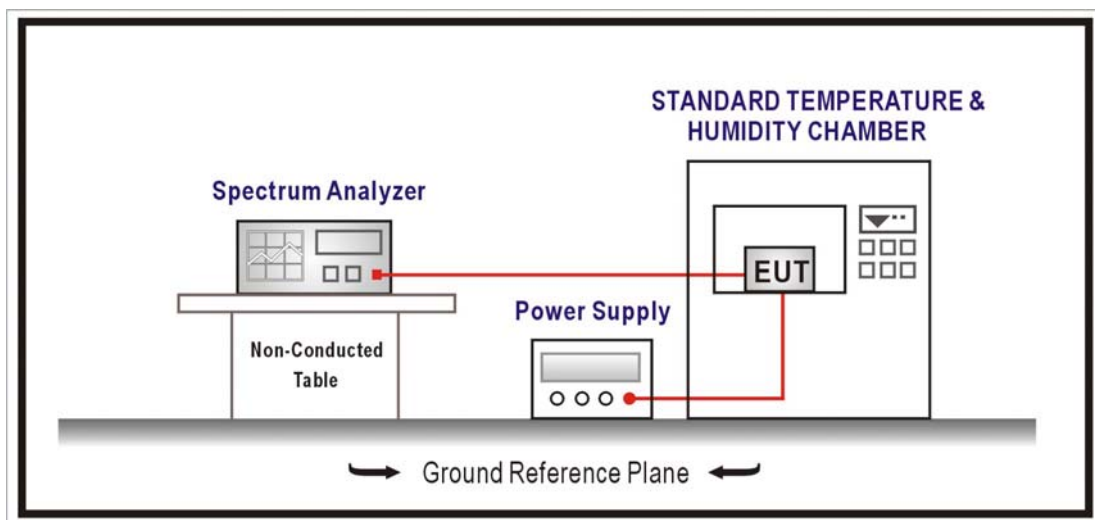 STANDARD TEMPERATURE &
HUMIDITY CHAMBER
Spectrum Analyzer
EUT
Power Supply
Non-Conducted
Table
Ground Reference Plane